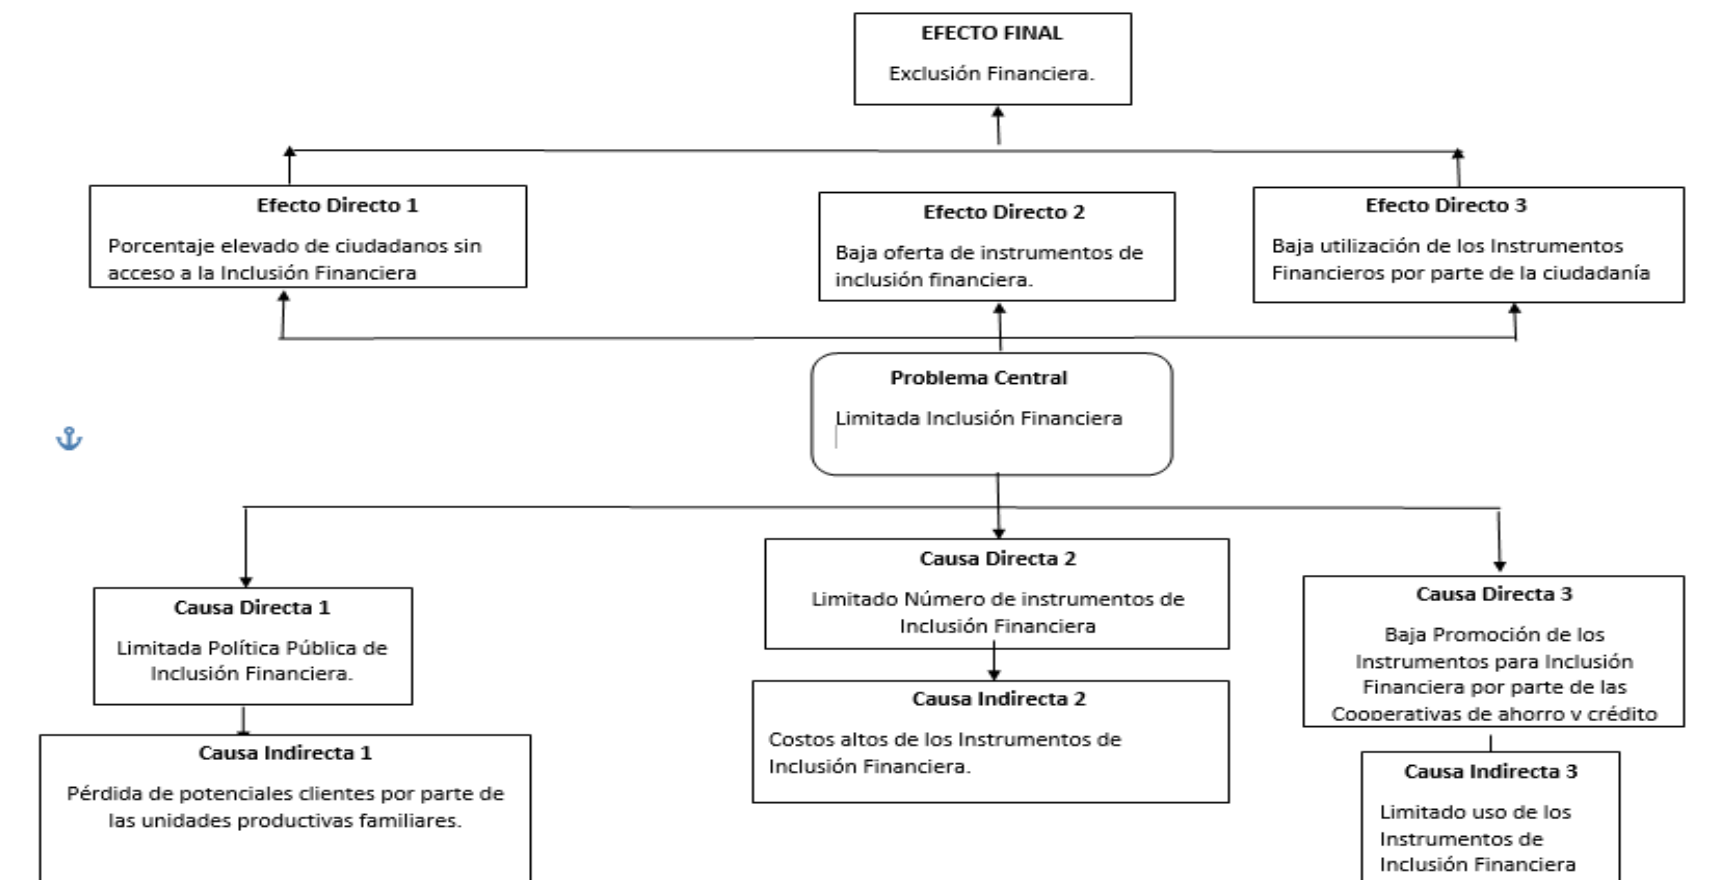 EFECTO FINAL
Exclusión Financiera.
Efecto Directo 1
Porcentaje elevado de ciudadanos sin
acceso a la Inclusión Financiera
Efecto Directo 2
Baja oferta de instrumentos de
inclusión financiera.
Efecto Directo 3
Baja utilización de los Instrumentos
Financieros por parte de la ciudadanía
Problema Central
Limitada Inclusión Financiera
Causa Directa 1
Limitada Política Pública de
Inclusión Financiera.
Causa Directa 2
Limitado Número de instrumentos de
Inclusión Financiera
Causa Directa 3
Baja Promoción de los
Instrumentos para Inclusión
Financiera por parte de las
Cooperativas de ahorro y crédito
Causa Indirecta 1
Pérdida de potenciales clientes por parte de
las unidades productivas familiares.
Causa Indirecta 2
Costos altos de los Instrumentos de
Inclusión Financiera.
Causa Indirecta 3
Limitado uso de los
Instrumentos de
Inclusión Financiera